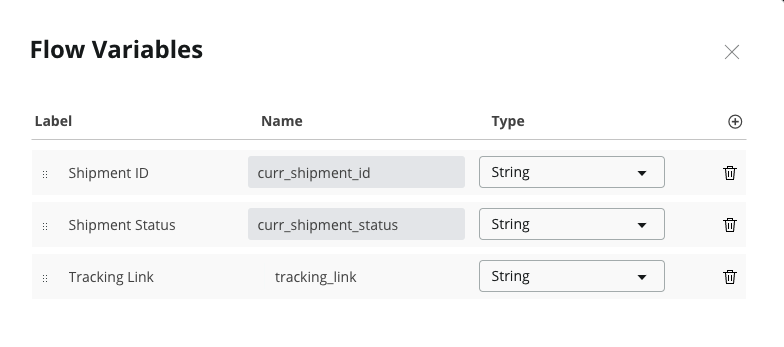 Flow Variables
Label Name Type
Shipment ID curr_shipment_id String
Shipment Status curr_shipment_status String
Tracking Link tracking_link String